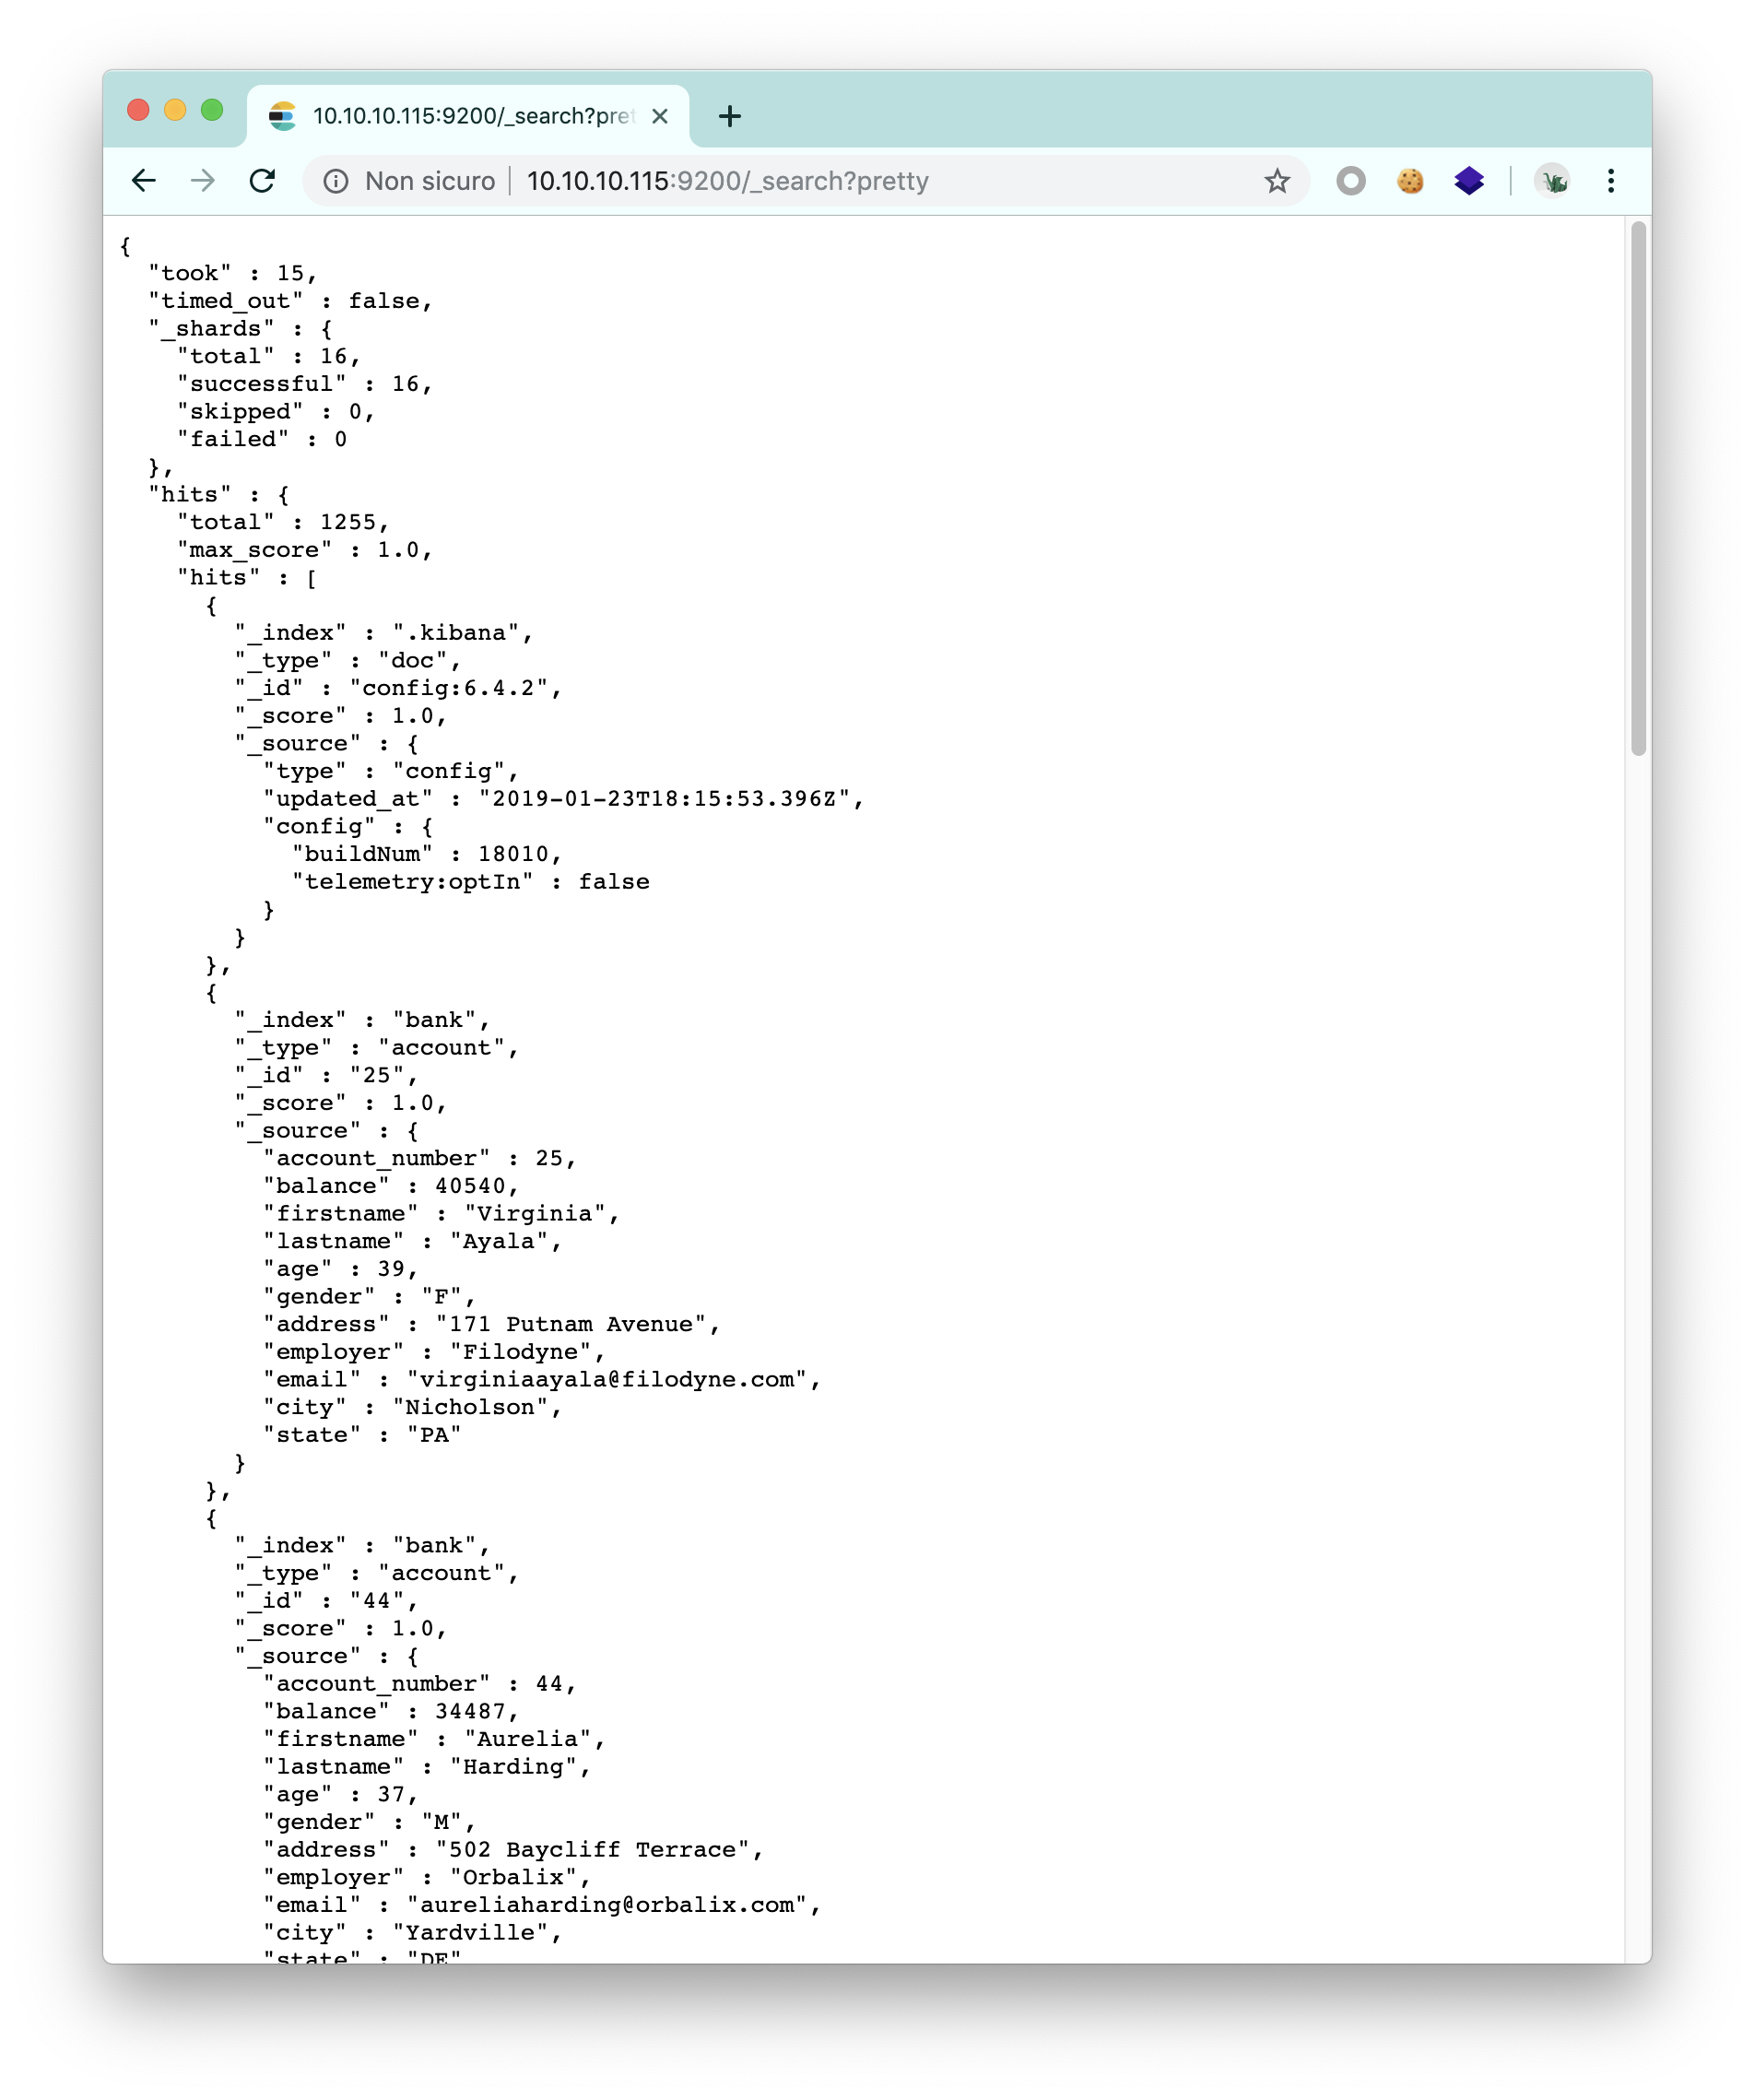 10.10.10.115:9200/_search?pret
Non sicuro 10.10.10.115:9200/_search?pretty
{
  "took" : 15,
  "timed_out" : false,
  "_shards" : {
    "total" : 16,
    "successful" : 16,
    "skipped" : 0,
    "failed" : 0
  },
  "hits" : {
    "total" : 1255,
    "max_score" : 1.0,
    "hits" : [
      {
        "_index" : ".kibana",
        "_type" : "doc",
        "_id" : "config:6.4.2",
        "_score" : 1.0,
        "_source" : {
          "type" : "config",
          "updated_at" : "2019-01-23T18:15:53.396Z",
          "config" : {
            "buildNum" : 18010,
            "telemetry:optIn" : false
          }
        }
      },
      {
        "_index" : "bank",
        "_type" : "account",
        "_id" : "25",
        "_score" : 1.0,
        "_source" : {
          "account_number" : 25,
          "balance" : 40540,
          "firstname" : "Virginia",
          "lastname" : "Ayala",
          "age" : 39,
          "gender" : "F",
          "address" : "171 Putnam Avenue",
          "employer" : "Filodyne",
          "email" : "virginiaayala@filodyne.com",
          "city" : "Nicholson",
          "state" : "PA"
        }
      },
      {
        "_index" : "bank",
        "_type" : "account",
        "_id" : "44",
        "_score" : 1.0,
        "_source" : {
          "account_number" : 44,
          "balance" : 34487,
          "firstname" : "Aurelia",
          "lastname" : "Harding",
          "age" : 37,
          "gender" : "M",
          "address" : "502 Baycliff Terrace",
          "employer" : "Orbalix",
          "email" : "aureliaharding@orbalix.com",
          "city" : "Yardville",
          "state" : "DE"